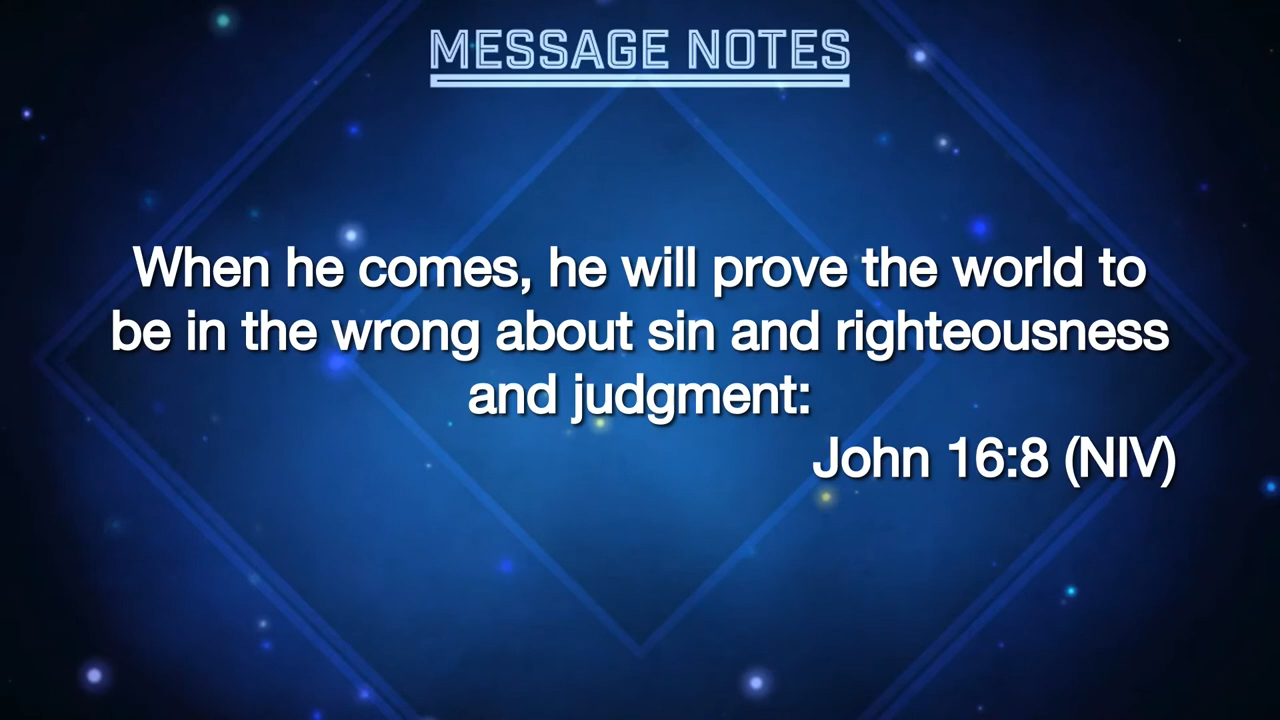 MESSAGE NOTES
When he comes, he will prove the world to
be in the wrong about sin and righteousness
and judgment:
John 16:8 (NIV)